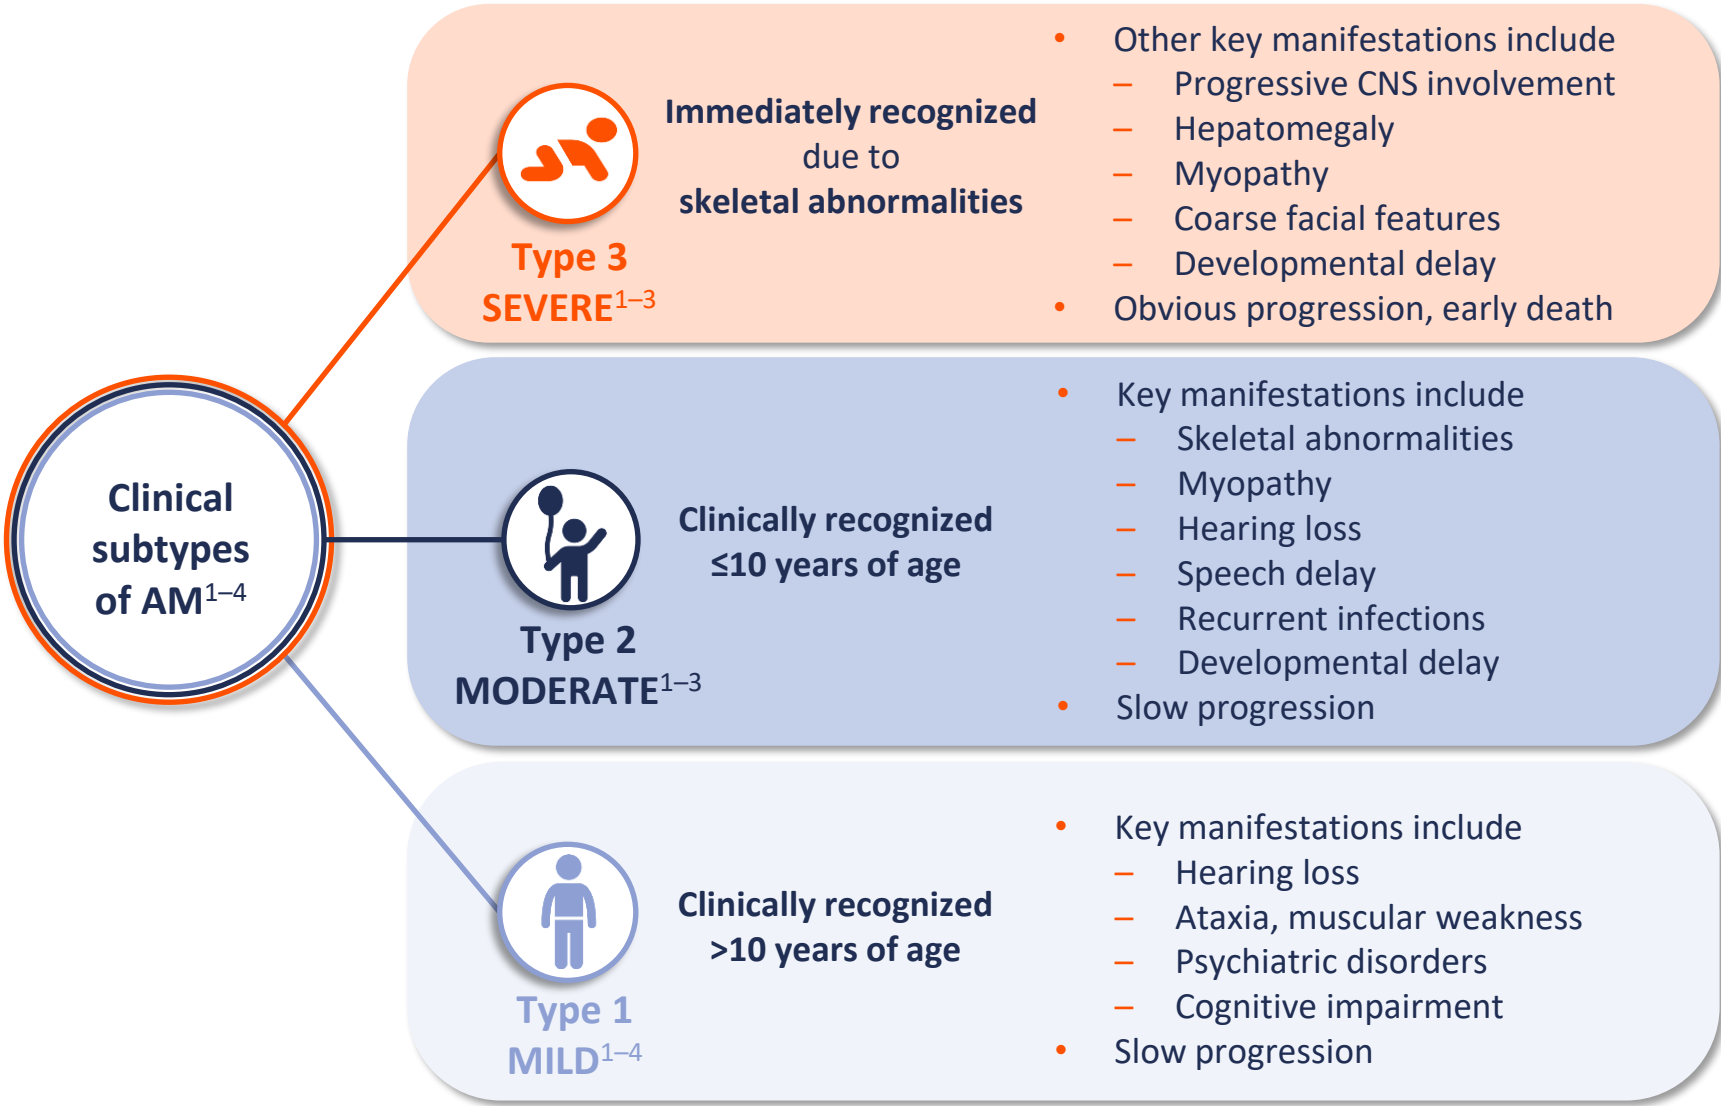 Clinical
subtypes
of AM1–4
Type 3
SEVERE1–3
Immediately recognized
due to
skeletal abnormalities
• Other key manifestations include
– Progressive CNS involvement
– Hepatomegaly
– Myopathy
– Coarse facial features
– Developmental delay
• Obvious progression, early death
Type 2
MODERATE1–3
Clinically recognized
≤10 years of age
• Key manifestations include
– Skeletal abnormalities
– Myopathy
– Hearing loss
– Speech delay
– Recurrent infections
– Developmental delay
• Slow progression
Type 1
MILD1–4
Clinically recognized
>10 years of age
• Key manifestations include
– Hearing loss
– Ataxia, muscular weakness
– Psychiatric disorders
– Cognitive impairment
• Slow progression